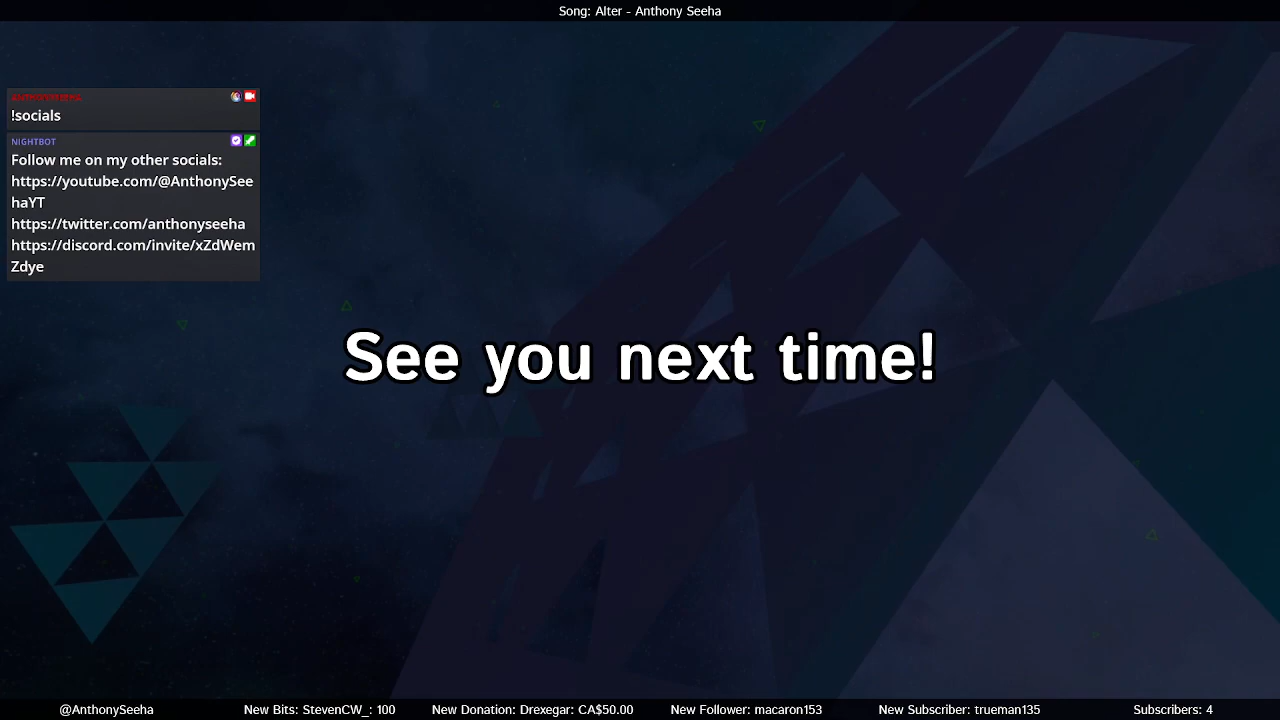 Song: Alter - Anthony Seeha
ANTHONYSEEHA
!socials
NIGHTBOT
Follow me on my other socials:
https://youtube.com/@AnthonySee
haYT
https://twitter.com/anthonyseeha
https://discord.com/invite/xZdWem
Zdye
See you next time!
@AnthonySeeha
New Bits: StevenCW_: 100
New Donation: Drexegar: CA$50.00
New Follower: macaron153
New Subscriber: trueman135
Subscribers: 4